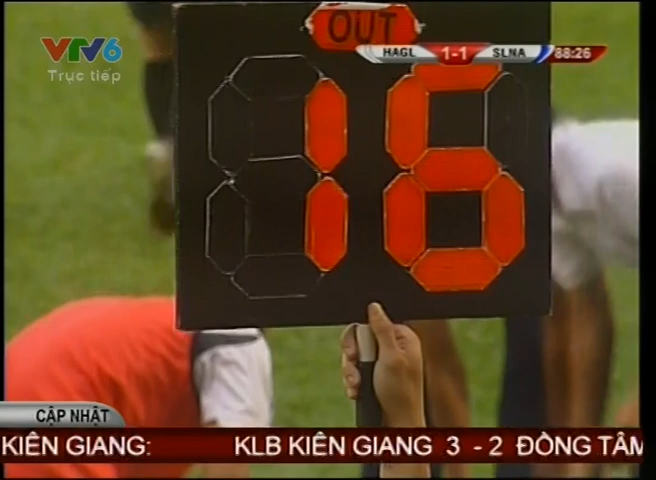 OUT
VTV6
Trực tiếp
HAGL 1-1 SLNA 88:26
16
CẬP NHẬT
KIÊN GIANG: KLB KIÊN GIANG 3 - 2 ĐỒNG TÂM